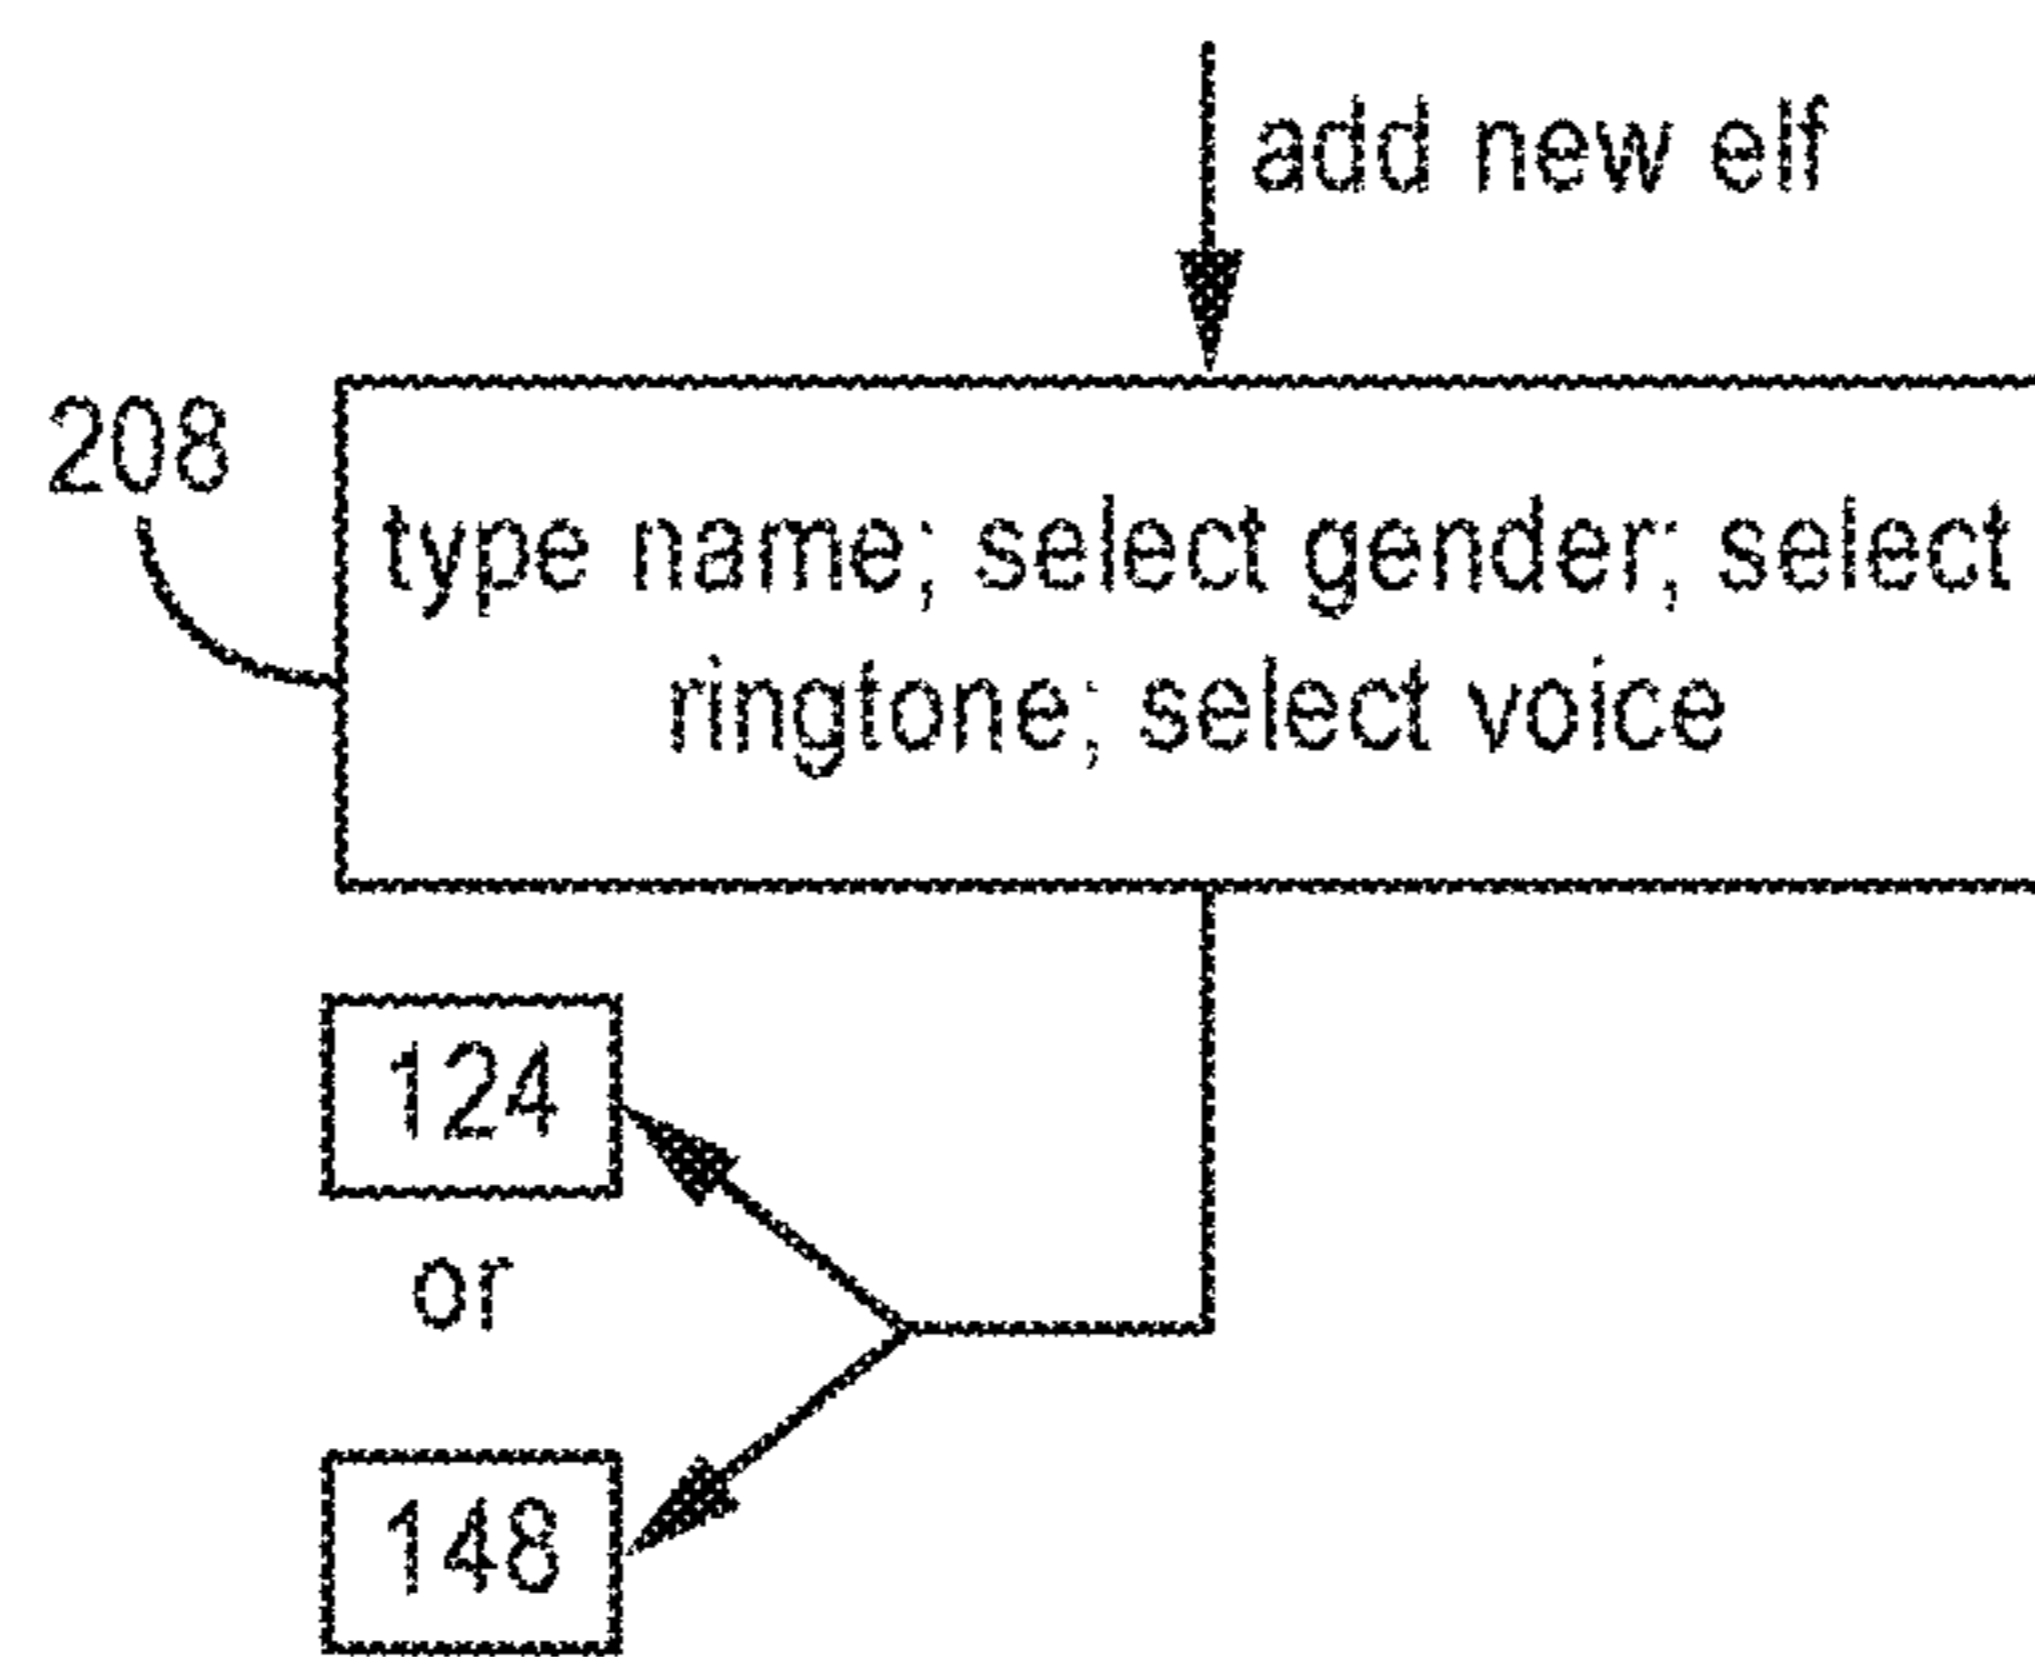 add new elf
208
type name; select gender; select
ringtone; select voice
124
or
148